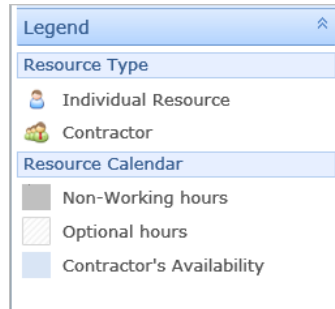 Legend
Resource Type
Individual Resource
Contractor
Resource Calendar
Non-Working hours
Optional hours
Contractor's Availability